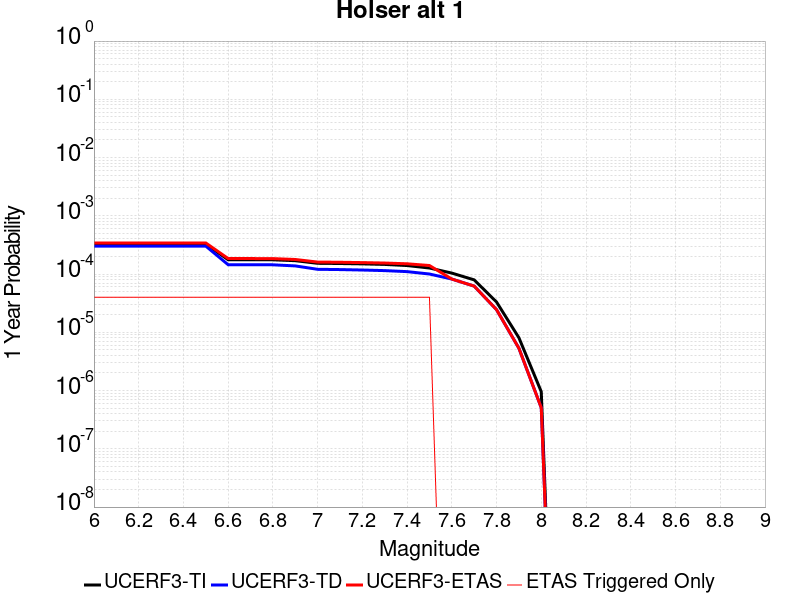 Holser alt 1
10^0
10^-1
10^-2
10^-3
10^-4
10^-5
10^-6
10^-7
10^-8
1 Year Probability
6 6.2 6.4 6.6 6.8 7 7.2 7.4 7.6 7.8 8 8.2 8.4 8.6 8.8 9
Magnitude
UCERF3-TI UCERF3-TD UCERF3-ETAS ETAS Triggered Only